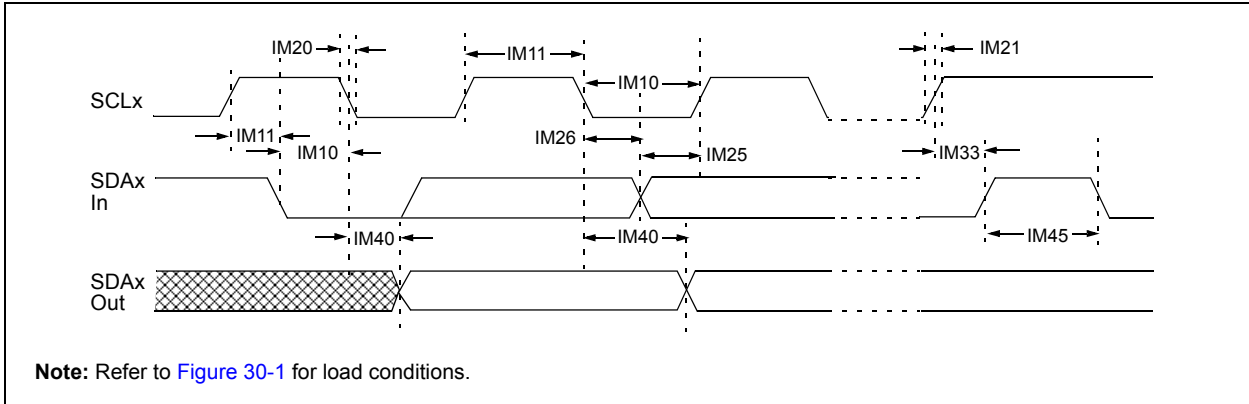 IM20
IM11
IM21
IM10
SCLx
IM11
IM26
IM10
IM25
IM33
SDAx
In
IM40
IM40
IM45
SDAx
Out
Note: Refer to Figure 30-1 for load conditions.